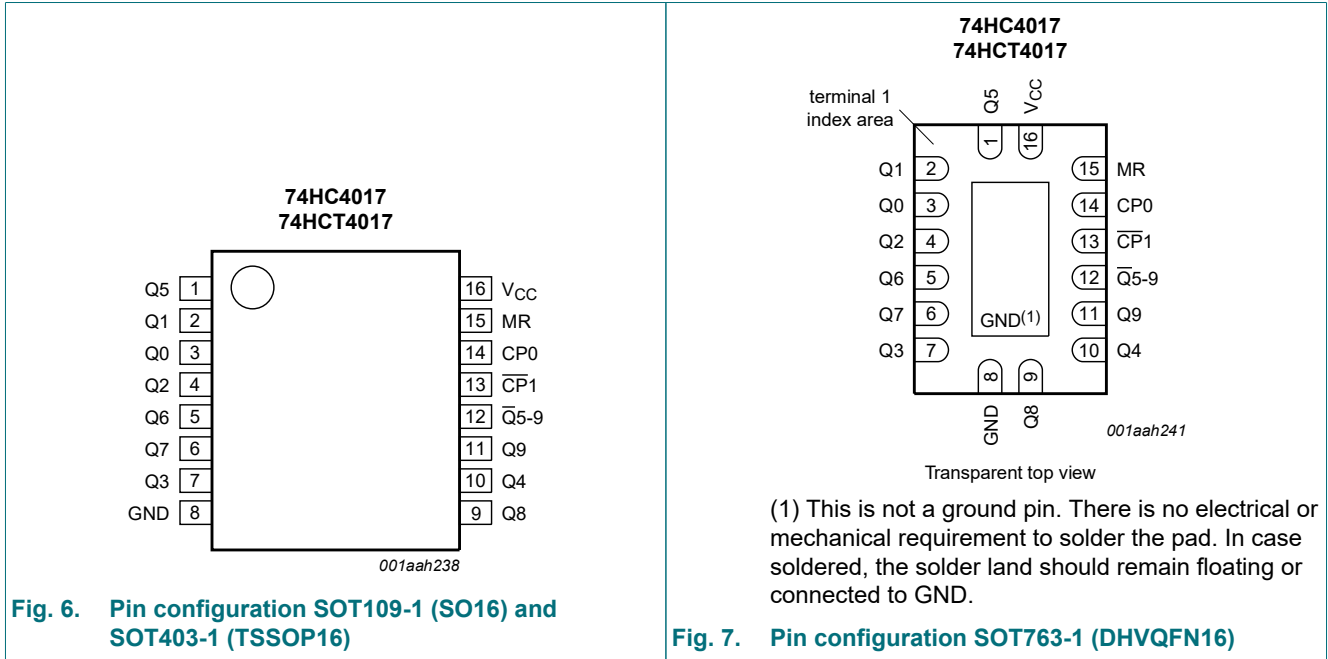 74HC4017
74HCT4017
Q5 1
Q1 2
Q0 3
Q2 4
Q6 5
Q7 6
Q3 7
GND 8
16 VCC
15 MR
14 CP0
13 C̅P̅1
12 Q̅5-9
11 Q9
10 Q4
9 Q8
001aah238
Fig. 6. Pin configuration SOT109-1 (SO16) and
SOT403-1 (TSSOP16)
74HC4017
74HCT4017
terminal 1
index area
Q5
VCC
1
16
Q1 2
Q0 3
Q2 4
Q6 5
Q7 6
Q3 7
15 MR
14 CP0
13 C̅P̅1
12 Q̅5-9
11 Q9
10 Q4
GND(1)
8
9
GND
Q8
001aah241
Transparent top view
(1) This is not a ground pin. There is no electrical or
mechanical requirement to solder the pad. In case
soldered, the solder land should remain floating or
connected to GND.
Fig. 7. Pin configuration SOT763-1 (DHVQFN16)